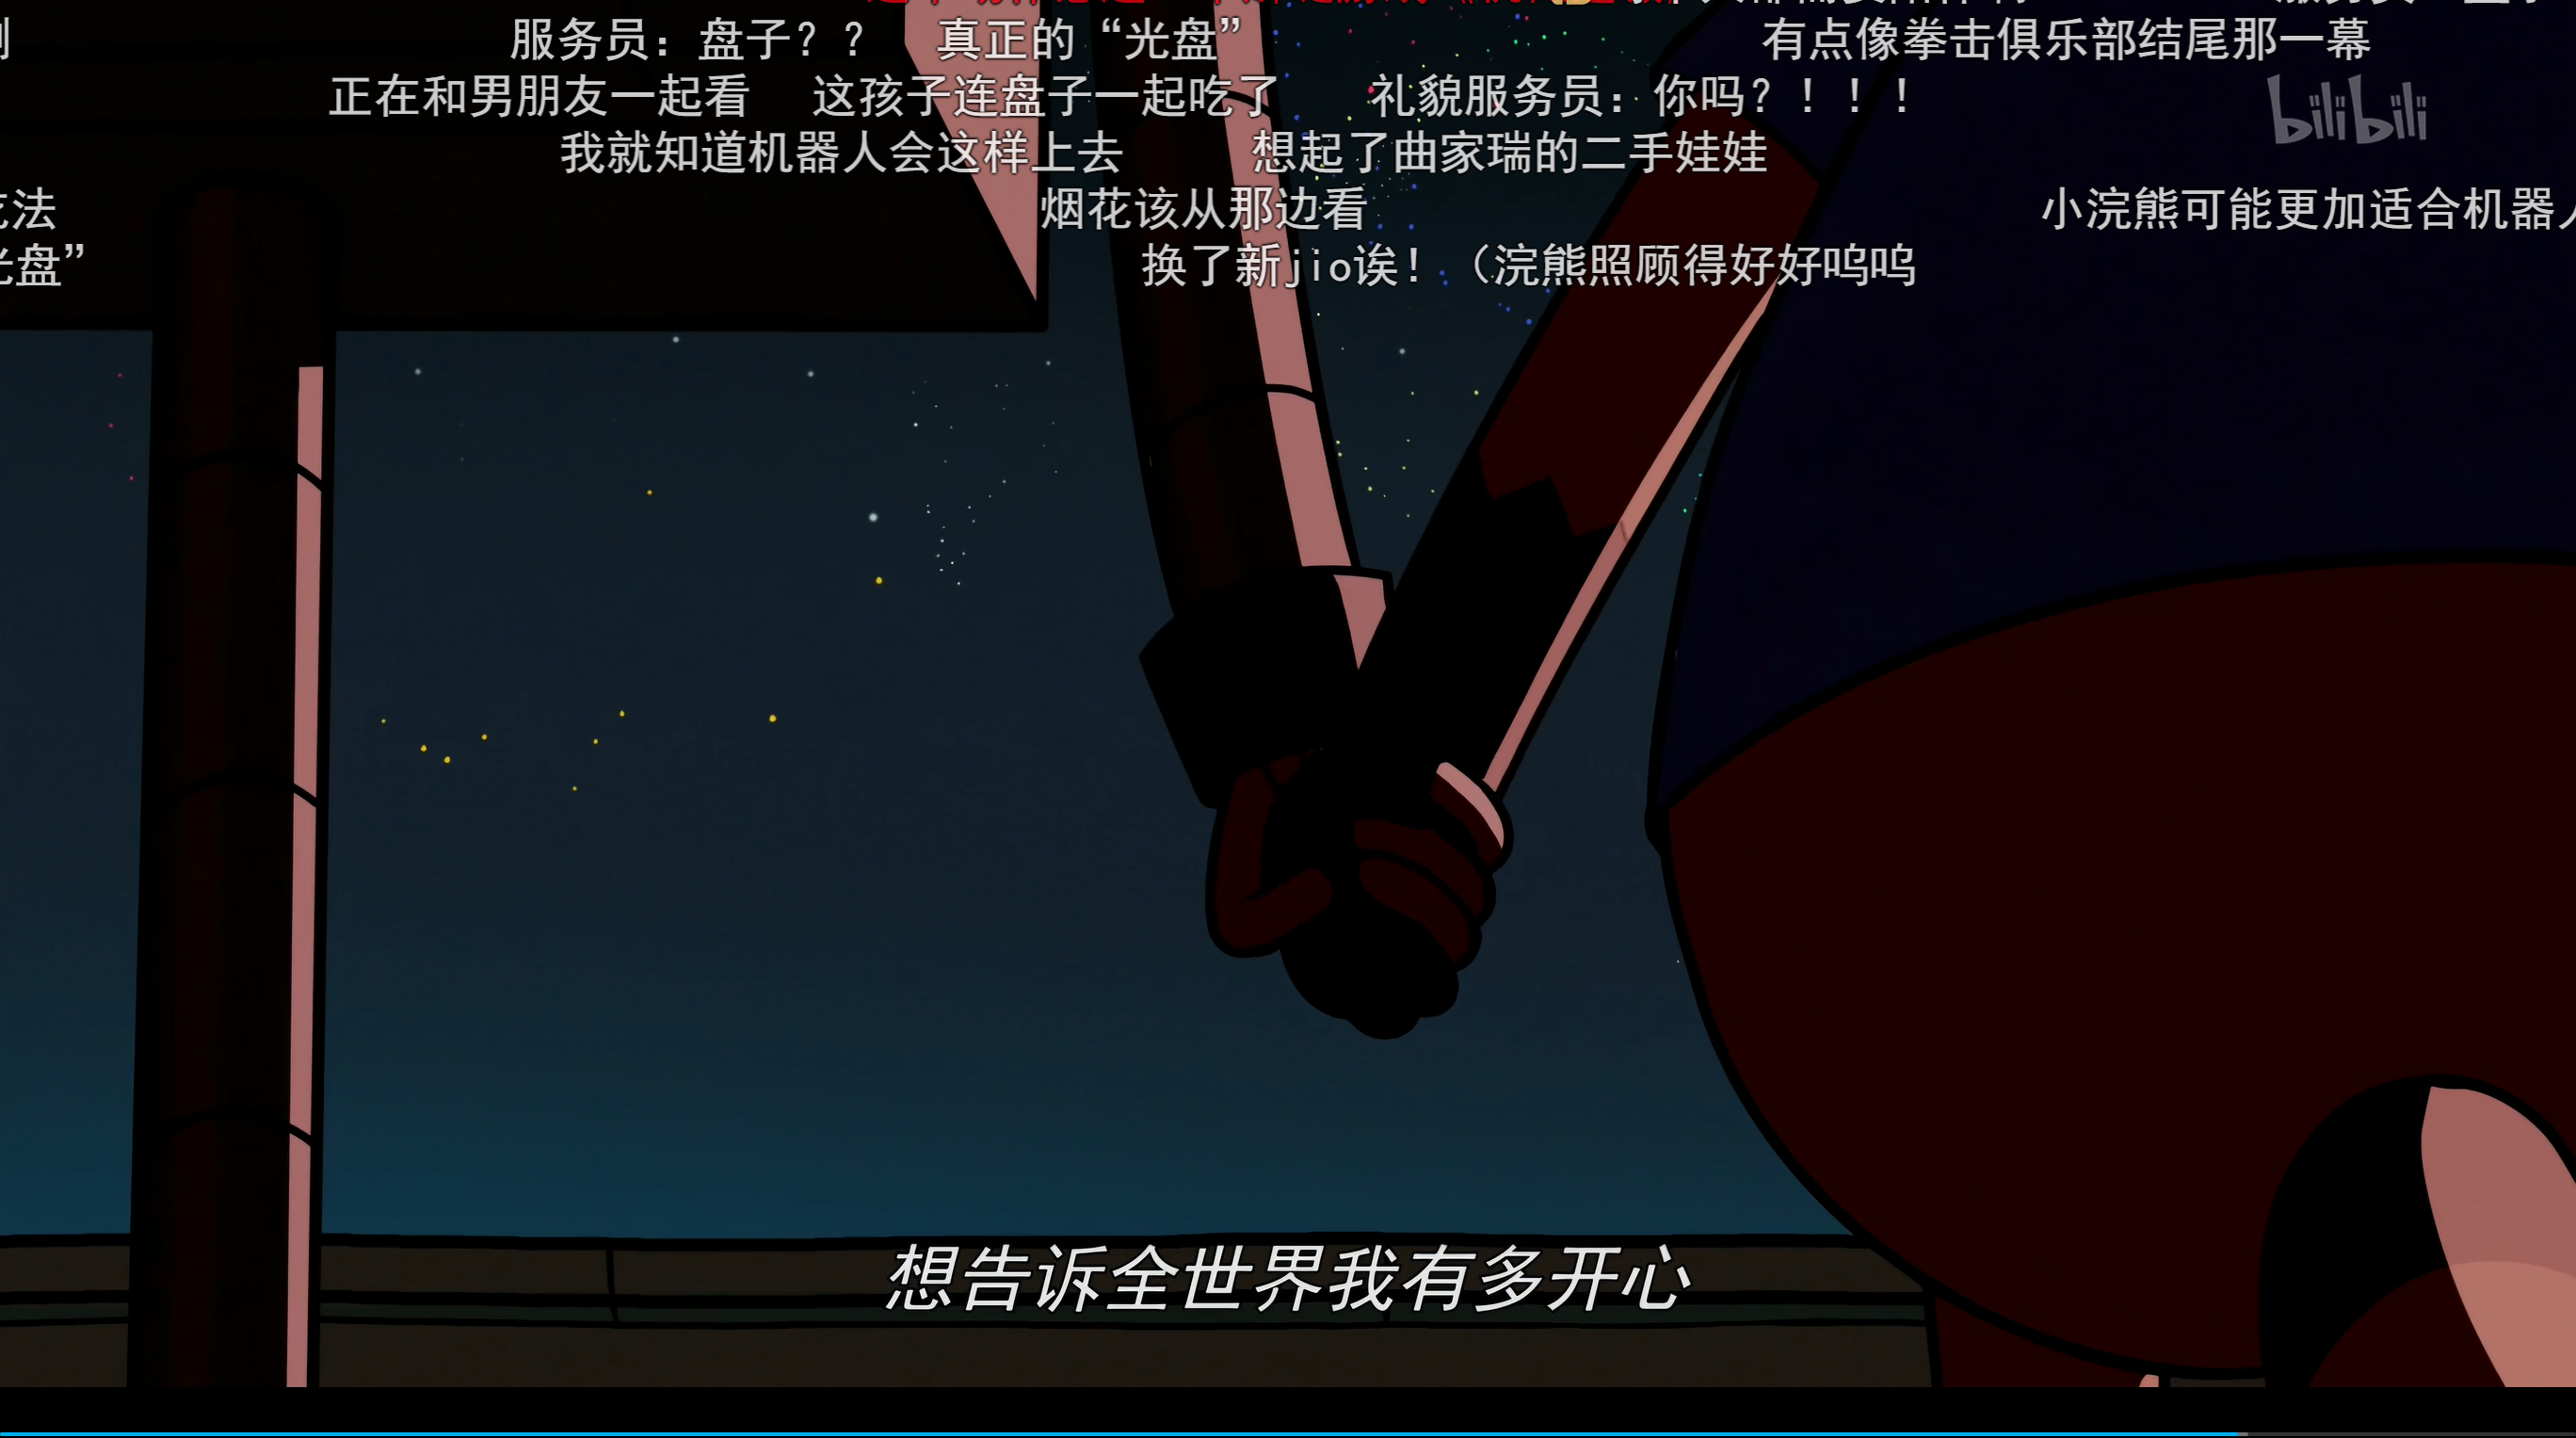 服务员：盘子？？ 真正的“光盘” 有点像拳击俱乐部结尾那一幕
正在和男朋友一起看 这孩子连盘子一起吃了 礼貌服务员：你吗？！！！
bilibili
我就知道机器人会这样上去 想起了曲家瑞的二手娃娃
法 烟花该从那边看 小浣熊可能更加适合机器人
光盘” 换了新jio诶！（浣熊照顾得好好呜呜
想告诉全世界我有多开心